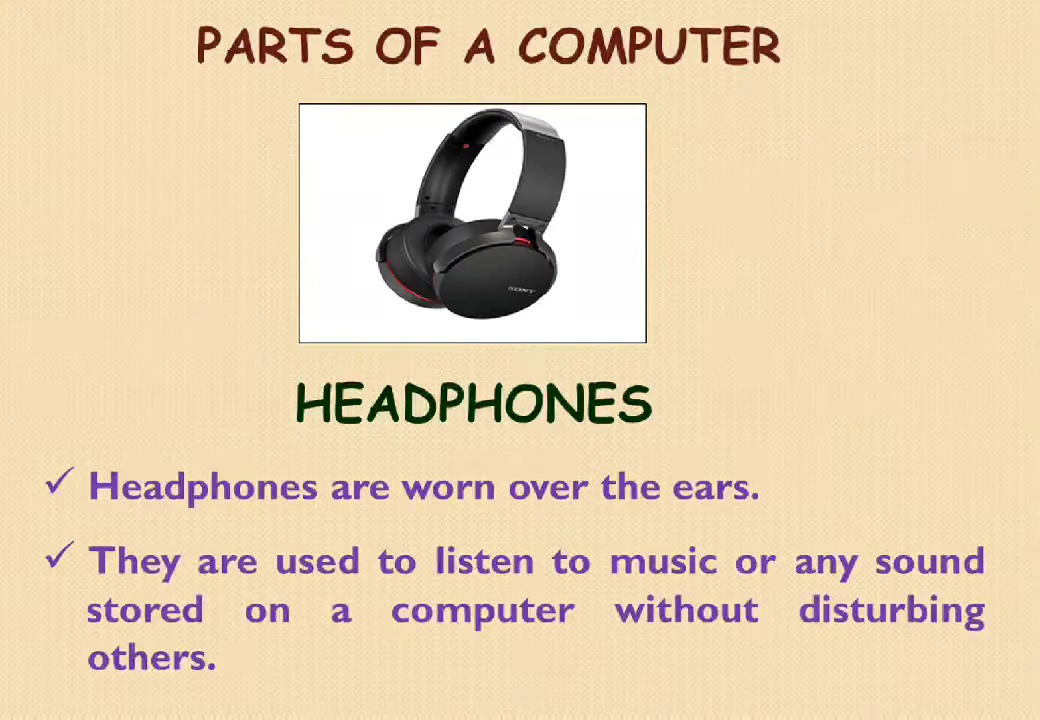 PARTS OF A COMPUTER
SONY
HEADPHONES
✓ Headphones are worn over the ears.
✓ They are used to listen to music or any sound
stored on a computer without disturbing
others.